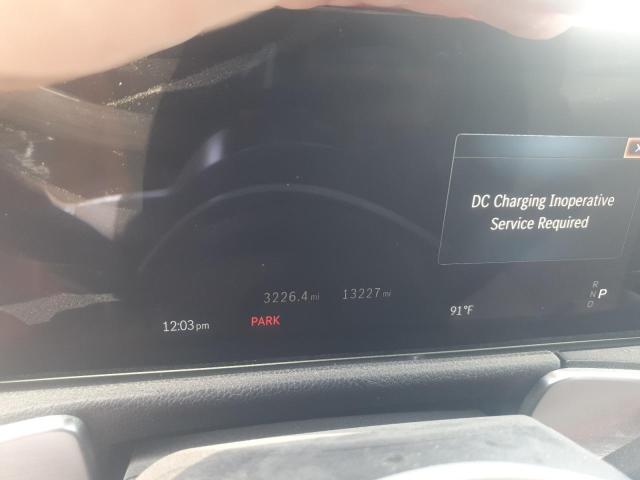 X
DC Charging Inoperative
Service Required
3226.4 mi 13227 mi
12:03 pm PARK 91°F
R
N P
D